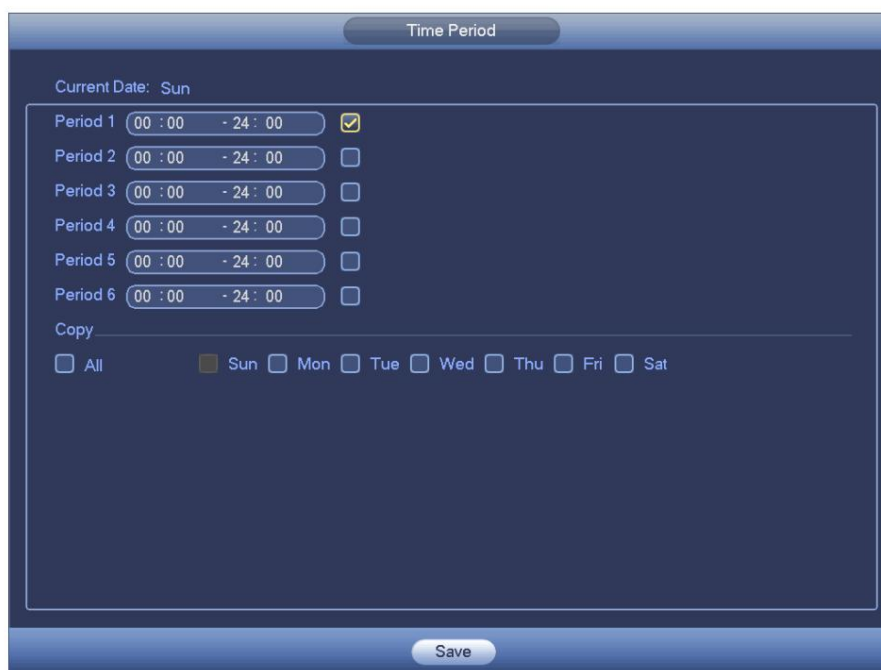 Time Period
Current Date: Sun
Period 1 00 :00 - 24 : 00
Period 2 00 :00 - 24 : 00
Period 3 00 :00 - 24 : 00
Period 4 00 :00 - 24 : 00
Period 5 00 :00 - 24 : 00
Period 6 00 :00 - 24 : 00
Copy
All Sun Mon Tue Wed Thu Fri Sat
Save